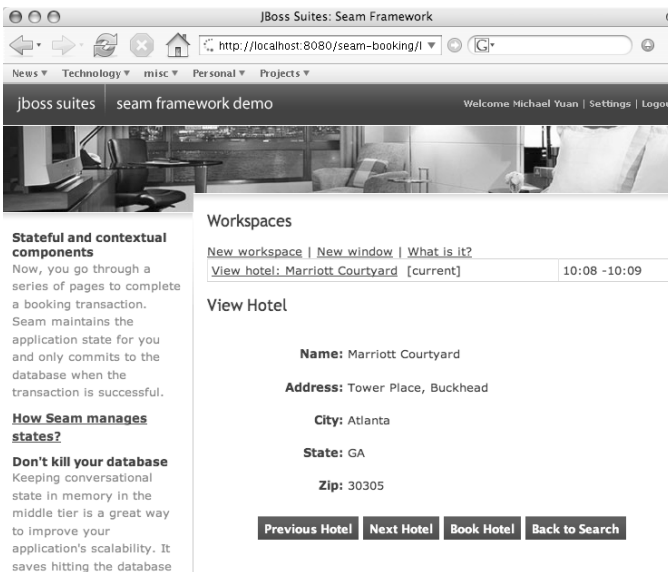 JBoss Suites: Seam Framework
http://localhost:8080/seam-booking/l
G
News Technology misc Personal Projects
jboss suites seam framework demo Welcome Michael Yuan | Settings | Logou
Workspaces
New workspace | New window | What is it?
View hotel: Marriott Courtyard [current] 10:08 -10:09
View Hotel
Name: Marriott Courtyard
Address: Tower Place, Buckhead
City: Atlanta
State: GA
Zip: 30305
Previous Hotel Next Hotel Book Hotel Back to Search
Stateful and contextual
components
Now, you go through a
series of pages to complete
a booking transaction.
Seam maintains the
application state for you
and only commits to the
database when the
transaction is successful.
How Seam manages
states?
Don't kill your database
Keeping conversational
state in memory in the
middle tier is a great way
to improve your
application's scalability. It
saves hitting the database